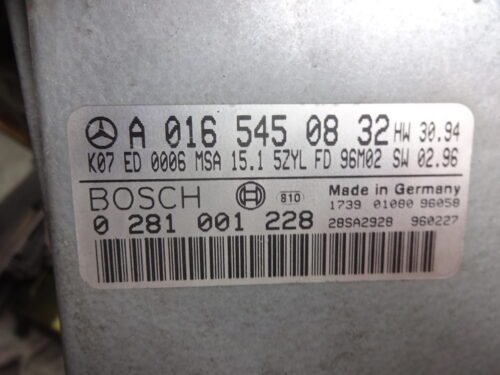 A 016 545 08 32 HW 30.94
K07 ED 0006 MSA 15.1 5ZYL FD 96M02 SW 02.96
BOSCH 810 Made in Germany
1739 01080 96058
0 281 001 228 28SA2928 960227